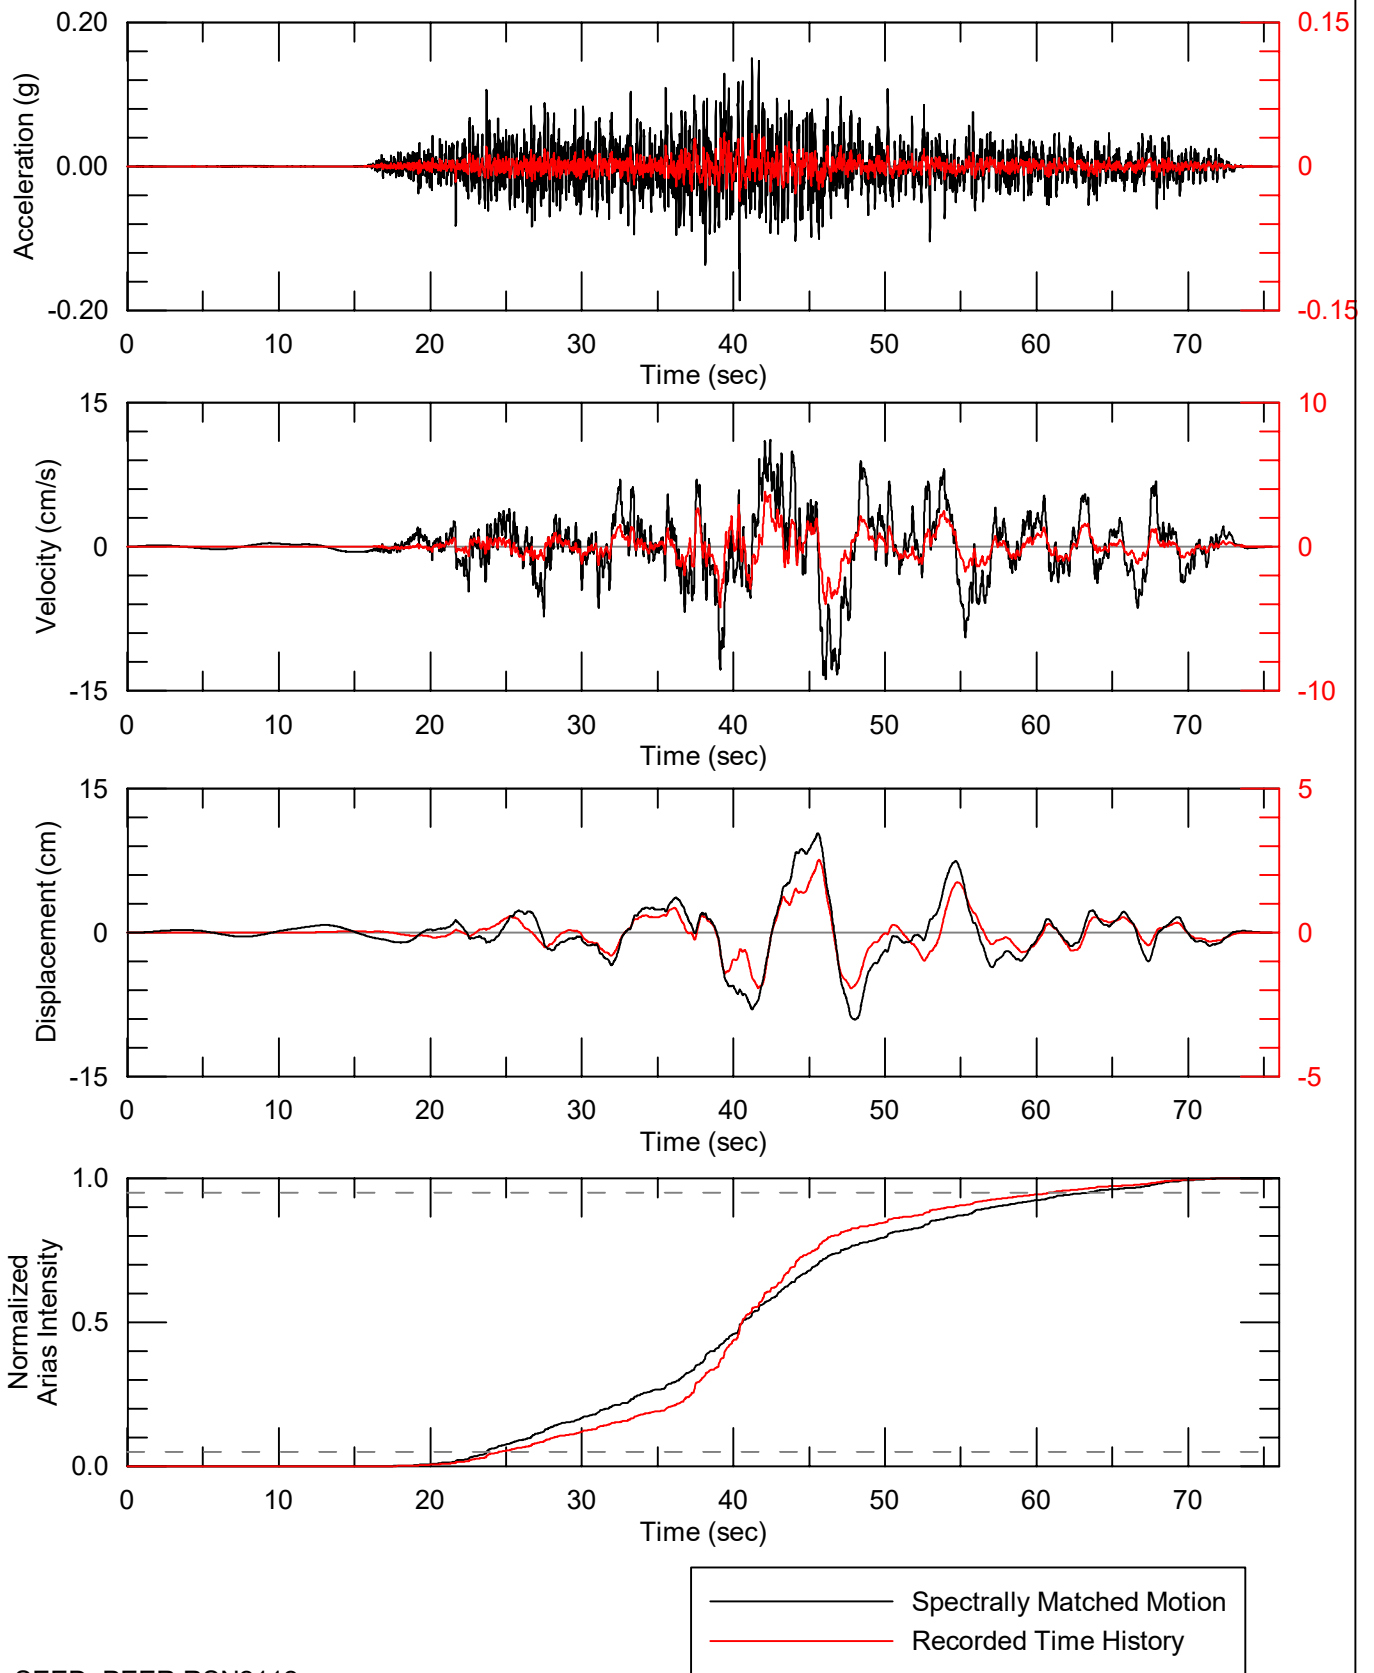 0.20
0.15
Acceleration (g)
0.00
0
-0.20
-0.15
0 10 20 30 40 50 60 70
Time (sec)
15
10
Velocity (cm/s)
0
0
-15
-10
0 10 20 30 40 50 60 70
Time (sec)
15
5
Displacement (cm)
0
0
-15
-5
0 10 20 30 40 50 60 70
Time (sec)
1.0
Normalized
Arias Intensity
0.5
0.0
0 10 20 30 40 50 60 70
Time (sec)
Spectrally Matched Motion
Recorded Time History